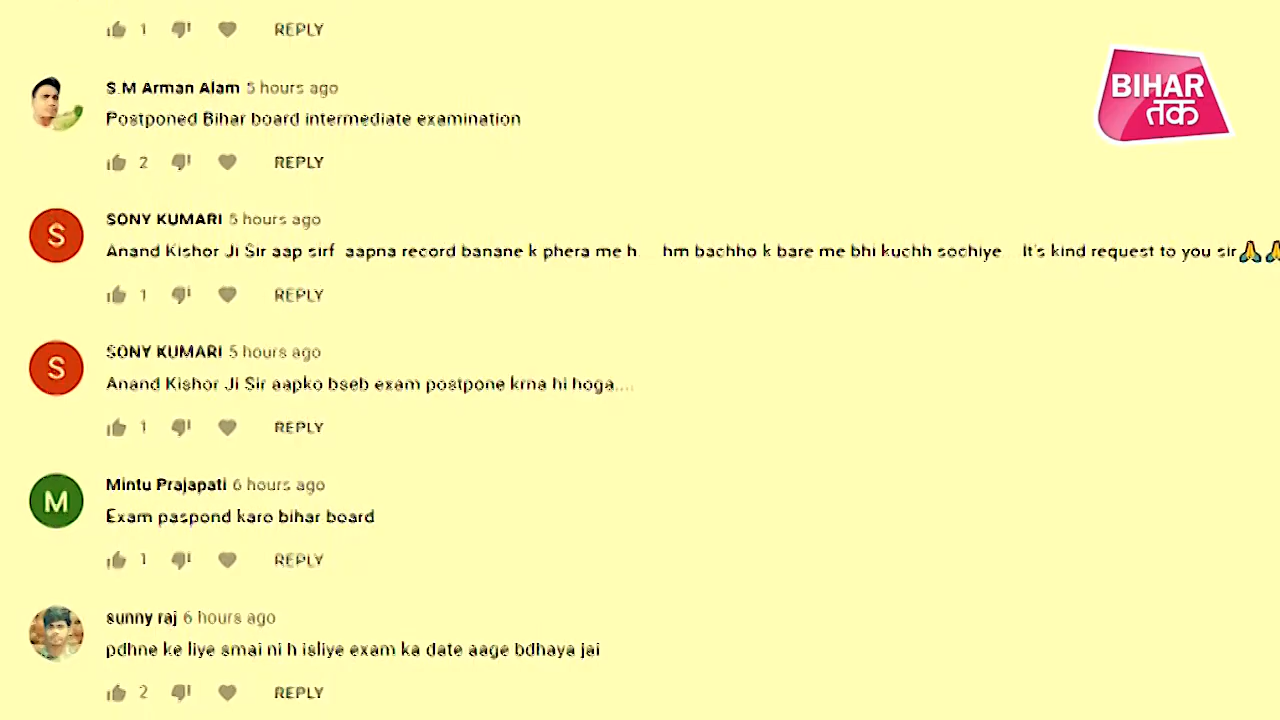 1 REPLY
S.M Arman Alam 5 hours ago
Postponed Bihar board intermediate examination
2 REPLY
SONY KUMARI 5 hours ago
Anand Kishor Ji Sir aap sirf aapna record banane k phera me h hm bachho k bare me bhi kuchh sochiye It's kind request to you sir🙏🙏
1 REPLY
SONY KUMARI 5 hours ago
Anand Kishor Ji Sir aapko bseb exam postpone krna hi hoga....
1 REPLY
Mintu Prajapati 6 hours ago
Exam paspond karo bihar board
1 REPLY
sunny raj 6 hours ago
pdhne ke liye smai ni h isliye exam ka date aage bdhaya jai
2 REPLY
BIHAR
तक
S
S
M